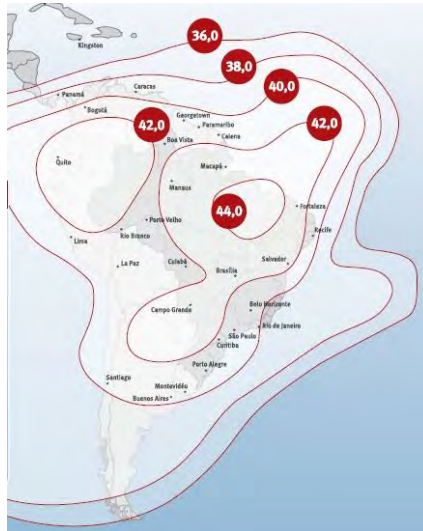 36,0
Kingston
38,0
40,0
Caracas
Panamá
Bogotá
42,0
Georgetown
42,0
Paramaribo
Caiena
Boa Vista
Quito
Macapá
Manaus
44,0
Fortaleza
Porto Velho
Recife
Rio Branco
Lima
La Paz
Cuiabá
Salvador
Brasília
Campo Grande
Belo Horizonte
Rio de Janeiro
São Paulo
Curitiba
Porto Alegre
Santiago
Montevidéo
Buenos Aires